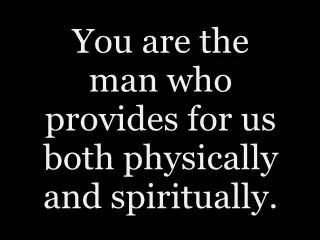 You are the
man who
provides for us
both physically
and spiritually.